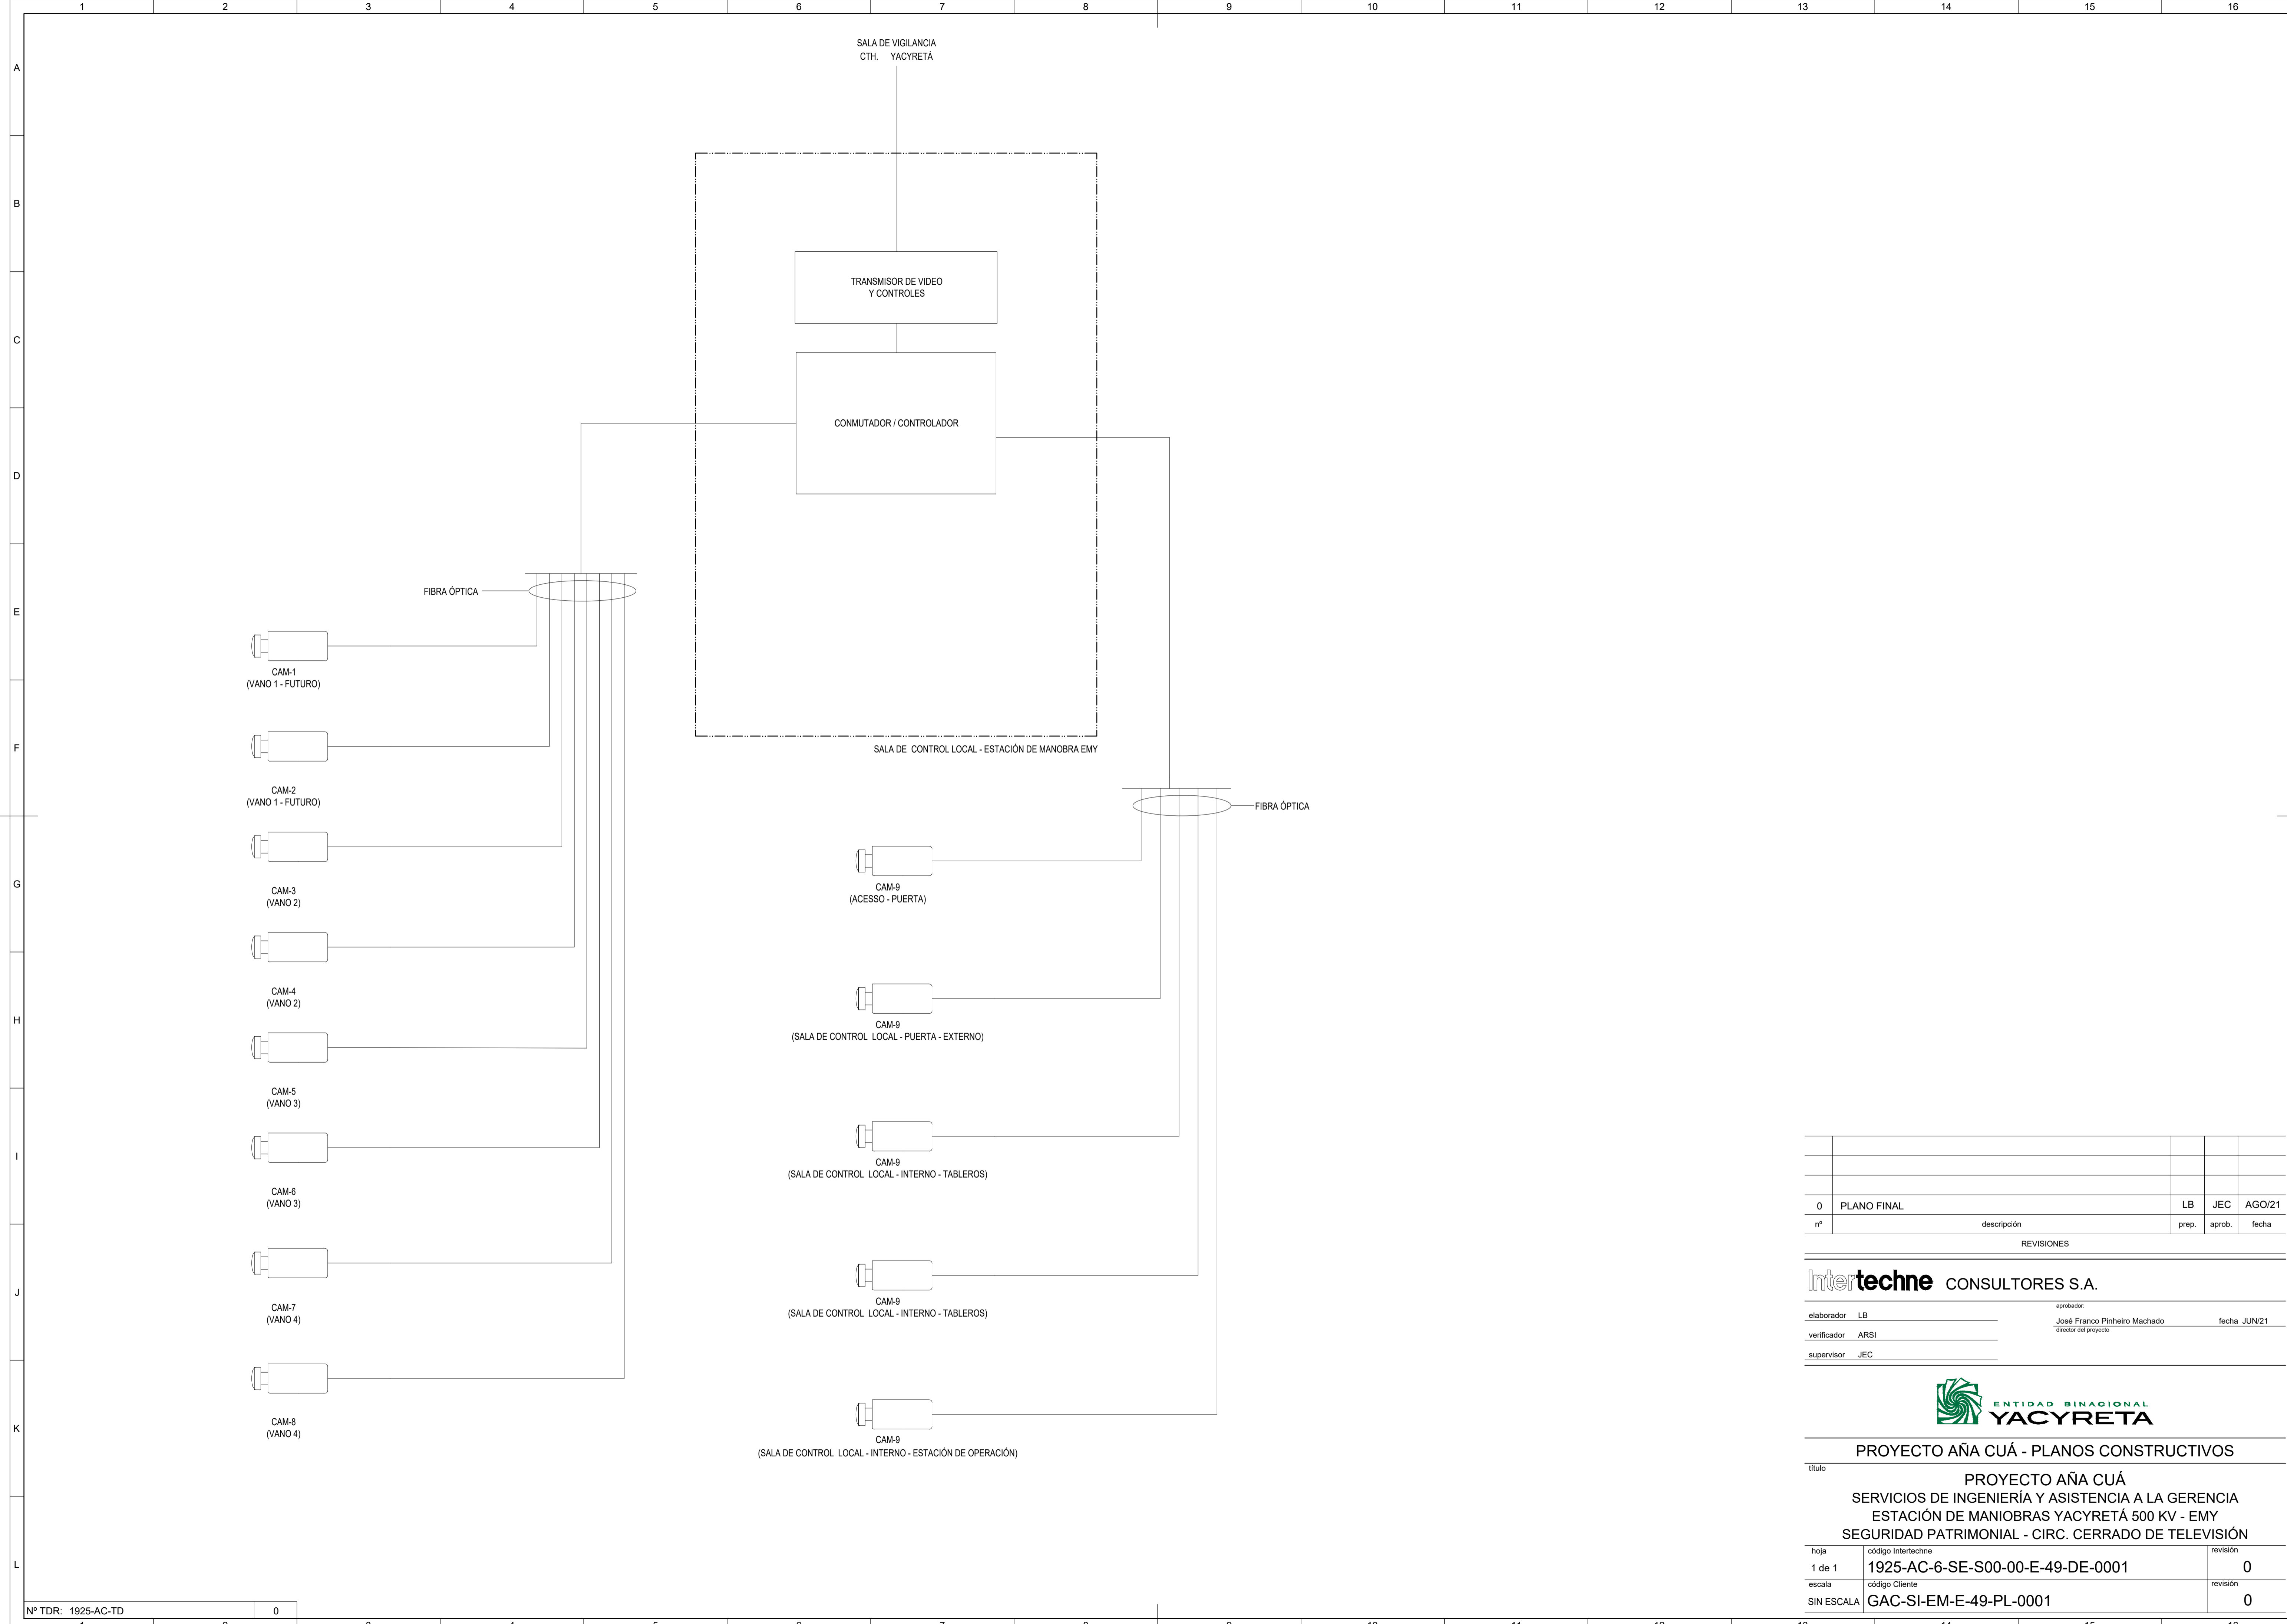 1 2 3 4 5 6 7 8 9 10 11 12 13 14 15 16
A
B
C
D
E
F
G
H
I
J
K
L
SALA DE VIGILANCIA
CTH. YACYRETÁ
TRANSMISOR DE VIDEO
Y CONTROLES
CONMUTADOR / CONTROLADOR
SALA DE CONTROL LOCAL - ESTACIÓN DE MANOBRA EMY
FIBRA ÓPTICA
CAM-1
(VANO 1 - FUTURO)
CAM-2
(VANO 1 - FUTURO)
CAM-3
(VANO 2)
CAM-4
(VANO 2)
CAM-5
(VANO 3)
CAM-6
(VANO 3)
CAM-7
(VANO 4)
CAM-8
(VANO 4)
FIBRA ÓPTICA
CAM-9
(ACESSO - PUERTA)
CAM-9
(SALA DE CONTROL LOCAL - PUERTA - EXTERNO)
CAM-9
(SALA DE CONTROL LOCAL - INTERNO - TABLEROS)
CAM-9
(SALA DE CONTROL LOCAL - INTERNO - TABLEROS)
CAM-9
(SALA DE CONTROL LOCAL - INTERNO - ESTACIÓN DE OPERACIÓN)
0 PLANO FINAL LB JEC AGO/21
nº descripción prep. aprob. fecha
REVISIONES
Intertechne CONSULTORES S.A.
elaborador LB
verificador ARSI
supervisor JEC
aprobador:
José Franco Pinheiro Machado fecha JUN/21
director del proyecto
ENTIDAD BINACIONAL
YACYRETA
PROYECTO AÑA CUÁ - PLANOS CONSTRUCTIVOS
título
PROYECTO AÑA CUÁ
SERVICIOS DE INGENIERÍA Y ASISTENCIA A LA GERENCIA
ESTACIÓN DE MANIOBRAS YACYRETÁ 500 KV - EMY
SEGURIDAD PATRIMONIAL - CIRC. CERRADO DE TELEVISIÓN
hoja código Intertechne revisión
1 de 1 1925-AC-6-SE-S00-00-E-49-DE-0001 0
escala código Cliente revisión
SIN ESCALA GAC-SI-EM-E-49-PL-0001 0
Nº TDR: 1925-AC-TD 0